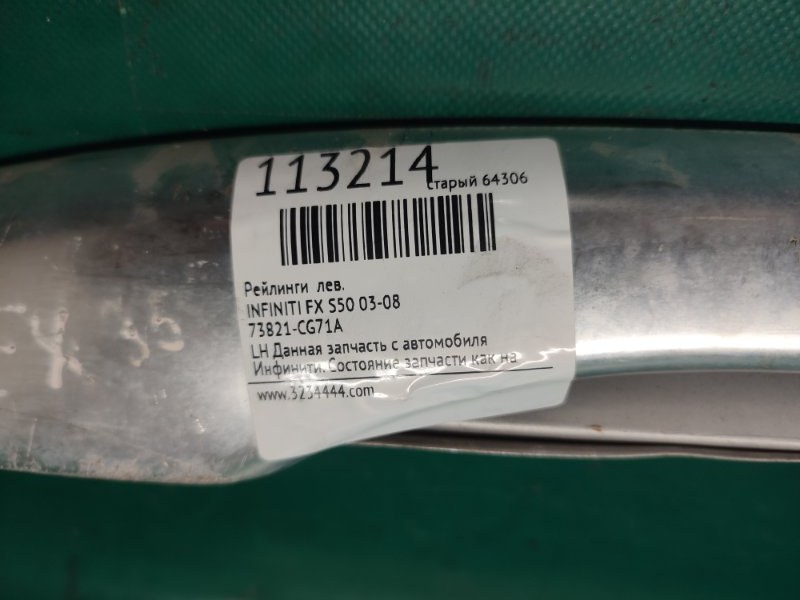 113214
старый 64306
Рейлинги лев.
INFINITI FX S50 03-08
73821-CG71A
LH Данная запчасть с автомобиля
Инфинити. Состояние запчасти как на
www.3234444.com
35